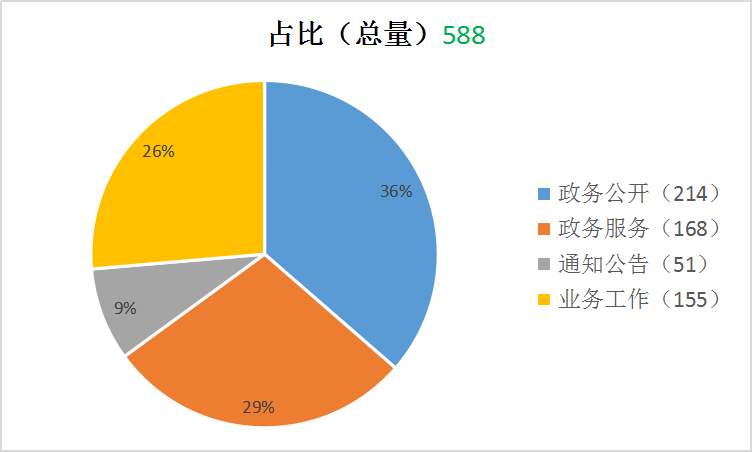 占比（总量）588
26%
36%
9%
29%
政务公开（214）
政务服务（168）
通知公告（51）
业务工作（155）